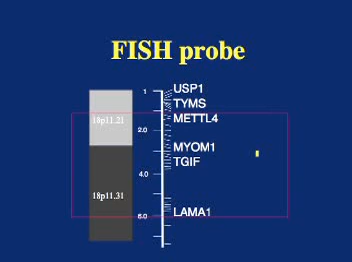 FISH probe
1
USP1
TYMS
METTL4
18p11.21
2.0
MYOM1
TGIF
4.0
18p11.31
LAMA1
6.0